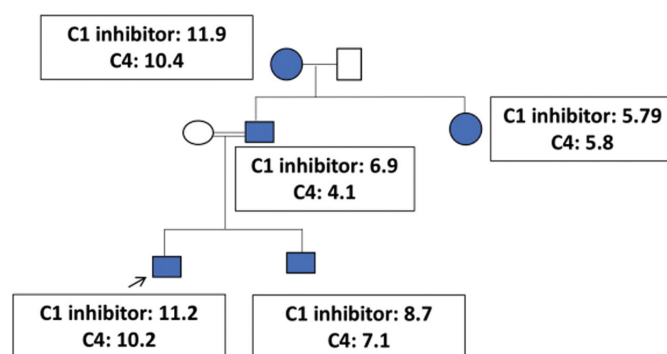 C1 inhibitor: 11.9
C4: 10.4
C1 inhibitor: 5.79
C4: 5.8
C1 inhibitor: 6.9
C4: 4.1
C1 inhibitor: 11.2
C4: 10.2
C1 inhibitor: 8.7
C4: 7.1